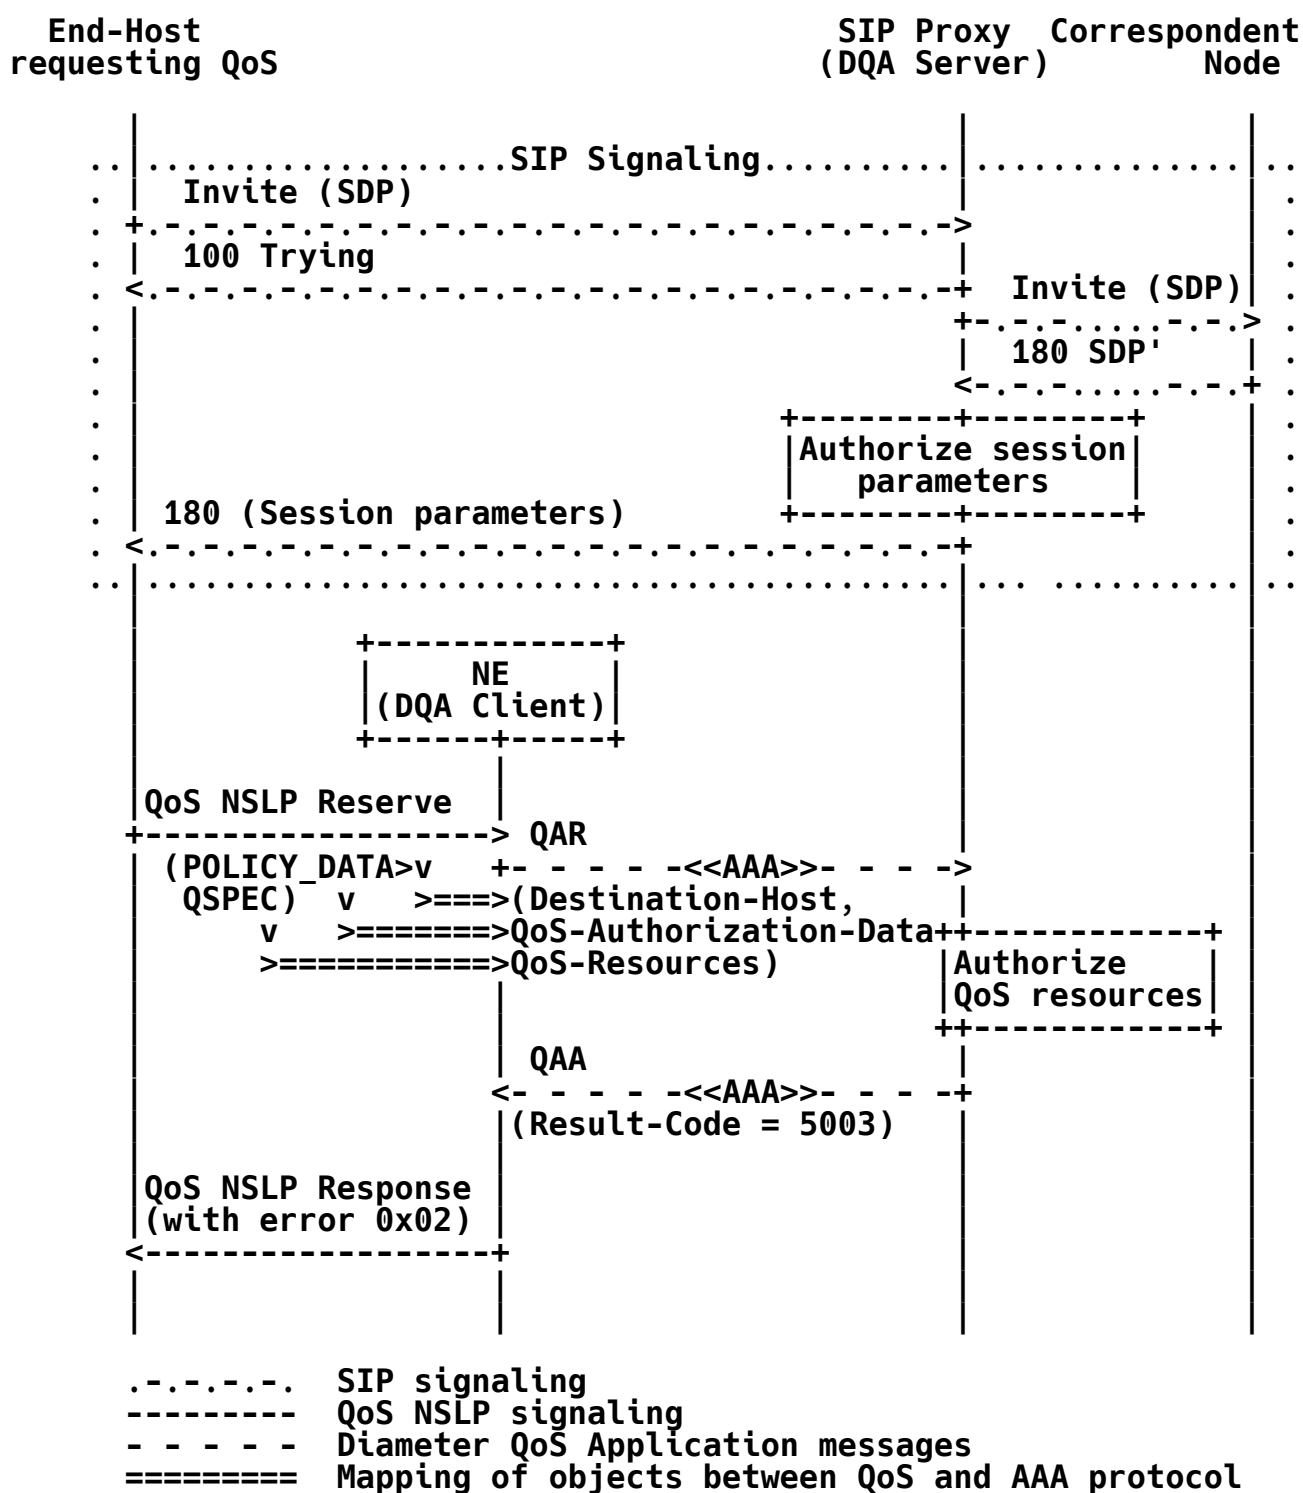 End-Host                                 SIP Proxy  Correspondent
requesting QoS                            (DQA Server)        Node
..|...................SIP Signaling..........|..............|..
. |  Invite (SDP)                              |              | .
. +.-.-.-.-.-.-.-.-.-.-.-.-.-.-.-.-.-.-.-.-.->              | .
. |  100 Trying                                |              | .
. <.-.-.-.-.-.-.-.-.-.-.-.-.-.-.-.-.-.-.-.-.-+  Invite (SDP)| .
. |                                          +-.-.-.....-.-.> .
. |                                          |  180 SDP'    | .
. |                                          <-.-.-.....-.-.+ .
. |                                 +--------+--------+     | .
. |                                 |Authorize session|     | .
. |                                 |   parameters    |     | .
. | 180 (Session parameters)        +--------+--------+     | .
. <.-.-.-.-.-.-.-.-.-.-.-.-.-.-.-.-.-.-.-.-.-+              | .
..|..........................................|... ..........|..
+------------+
|     NE     |
|(DQA Client)|
+------+-----+
|QoS NSLP Reserve  |
+------------------> QAR
| (POLICY_DATA>v   +- - - - -<<AAA>>- - - ->
|  QSPEC)  v   >===>(Destination-Host,
|      v   >=======>QoS-Authorization-Data++------------+
|      >===========>QoS-Resources)        |Authorize    |
|                  |                      |QoS resources|
|                  |                      ++------------+
|                  | QAA
|                  <- - - - -<<AAA>>- - - -+
|                  |(Result-Code = 5003)
|QoS NSLP Response |
|(with error 0x02) |
<------------------+
.-.-.-.-.  SIP signaling
---------  QoS NSLP signaling
- - - - -  Diameter QoS Application messages
=========  Mapping of objects between QoS and AAA protocol